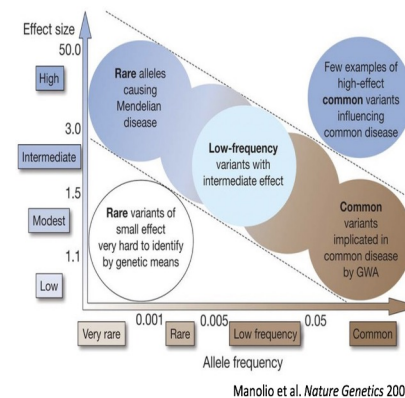 Effect size
50.0
High
3.0
Intermediate
1.5
Modest
1.1
Low
Rare alleles
causing
Mendelian
disease
Few examples of
high-effect
common variants
influencing
common disease
Low-frequency
variants with
intermediate effect
Rare variants of
small effect
very hard to identify
by genetic means
Common
variants
implicated in
common disease
by GWA
0.001
0.005
0.05
Very rare
Rare
Low frequency
Common
Allele frequency
Manolio et al. Nature Genetics 200